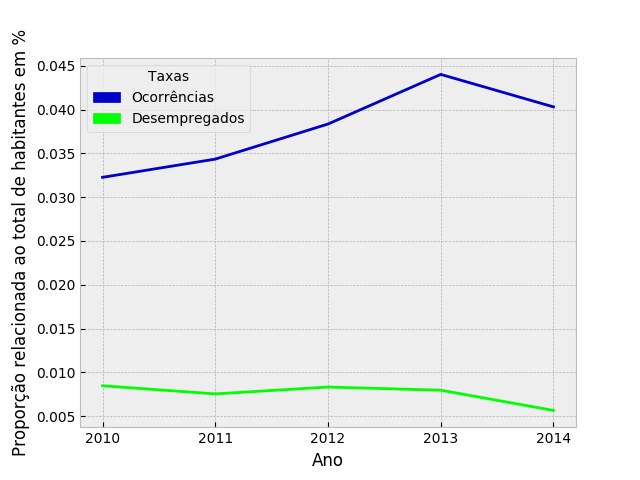 Proporção relacionada ao total de habitantes em %
0.045
0.040
0.035
0.030
0.025
0.020
0.015
0.010
0.005
Taxas
Ocorrências
Desempregados
2010 2011 2012 2013 2014
Ano